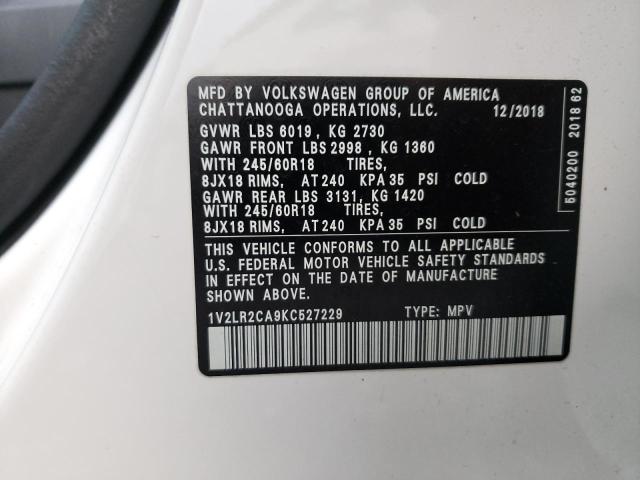 MFD BY VOLKSWAGEN GROUP OF AMERICA
CHATTANOOGA OPERATIONS, LLC. 12/2018
GVWR LBS 6019, KG 2730
GAWR FRONT LBS 2998, KG 1360
WITH 245/60R18 TIRES,
8JX18 RIMS, AT 240 KPA 35 PSI COLD
GAWR REAR LBS 3131, KG 1420
WITH 245/60R18 TIRES,
8JX18 RIMS, AT 240 KPA 35 PSI COLD
THIS VEHICLE CONFORMS TO ALL APPLICABLE
U.S. FEDERAL MOTOR VEHICLE SAFETY STANDARDS
IN EFFECT ON THE DATE OF MANUFACTURE
SHOWN ABOVE.
1V2LR2CA9KC527229 TYPE: MPV
5040200 2018 62